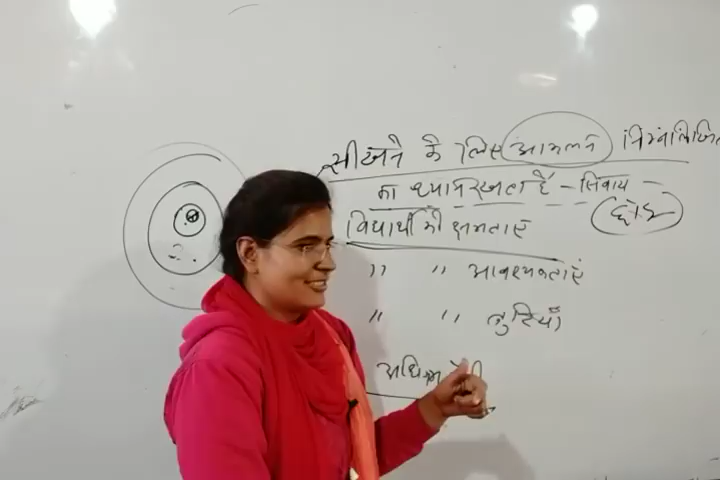 सीखने के लिए आकलन निम्नलिखित
का ध्यान रखता है - सिवाय -
(छोड़)
विद्यार्थी की क्षमताएं
" " आवश्यकताएं
" " त्रुटियाँ